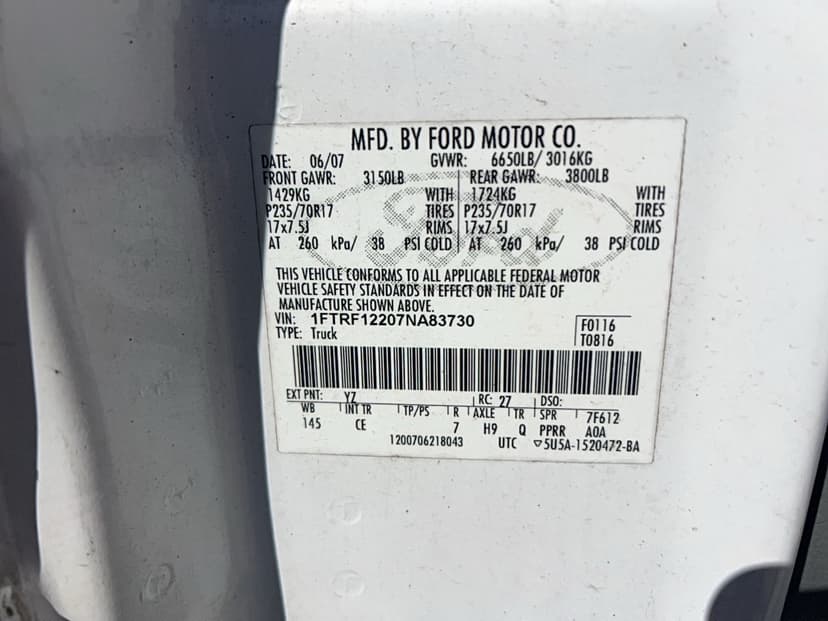 MFD. BY FORD MOTOR CO.
DATE: 06/07 GVWR: 6650LB/ 3016KG
FRONT GAWR: 3150LB REAR GAWR: 3800LB
1429KG WITH 1724KG WITH
P235/70R17 TIRES P235/70R17 TIRES
17x7.5J RIMS 17x7.5J RIMS
AT 260 kPa/ 38 PSI COLD AT 260 kPa/ 38 PSI COLD
Ford
THIS VEHICLE CONFORMS TO ALL APPLICABLE FEDERAL MOTOR
VEHICLE SAFETY STANDARDS IN EFFECT ON THE DATE OF
MANUFACTURE SHOWN ABOVE.
VIN: 1FTRF12207NA83730
TYPE: Truck
F0116
T0816
EXT PNT: YZ RC: 27 DSO:
WB INT TR TP/PS R AXLE TR SPR 7F612
145 CE 7 H9 Q PPRR A0A
1200706218043 UTC ▽5U5A-1520472-BA